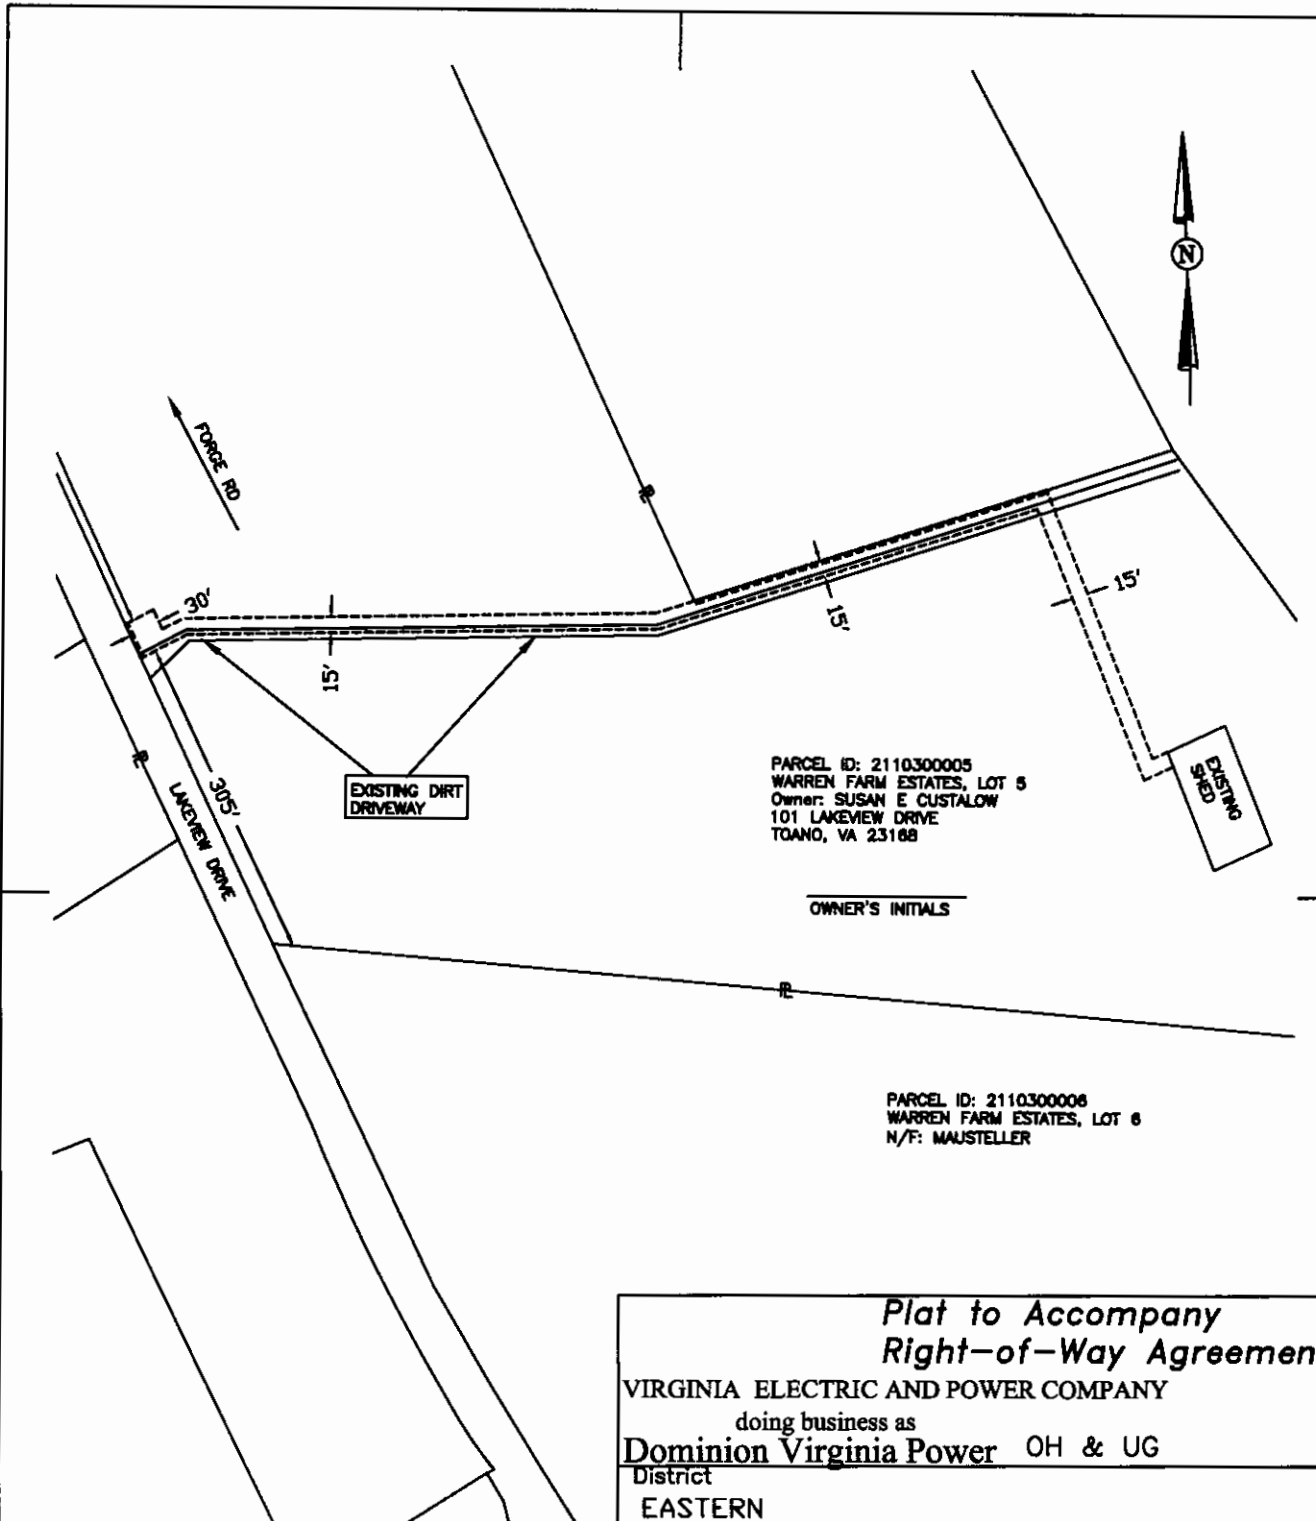 N
FORGE RD
30'
15'
15'
15'
305'
EXISTING DIRT
DRIVEWAY
LAKEVIEW DRIVE
PARCEL ID: 2110300005
WARREN FARM ESTATES, LOT 5
Owner: SUSAN E CUSTALOW
101 LAKEVIEW DRIVE
TOANO, VA 23168
EXISTING
SHED
OWNER'S INITIALS
PARCEL ID: 2110300006
WARREN FARM ESTATES, LOT 6
N/F: MAUSTELLER
PL
PL
PL
Plat to Accompany
Right-of-Way Agreemen
VIRGINIA ELECTRIC AND POWER COMPANY
doing business as
Dominion Virginia Power OH & UG
District
EASTERN